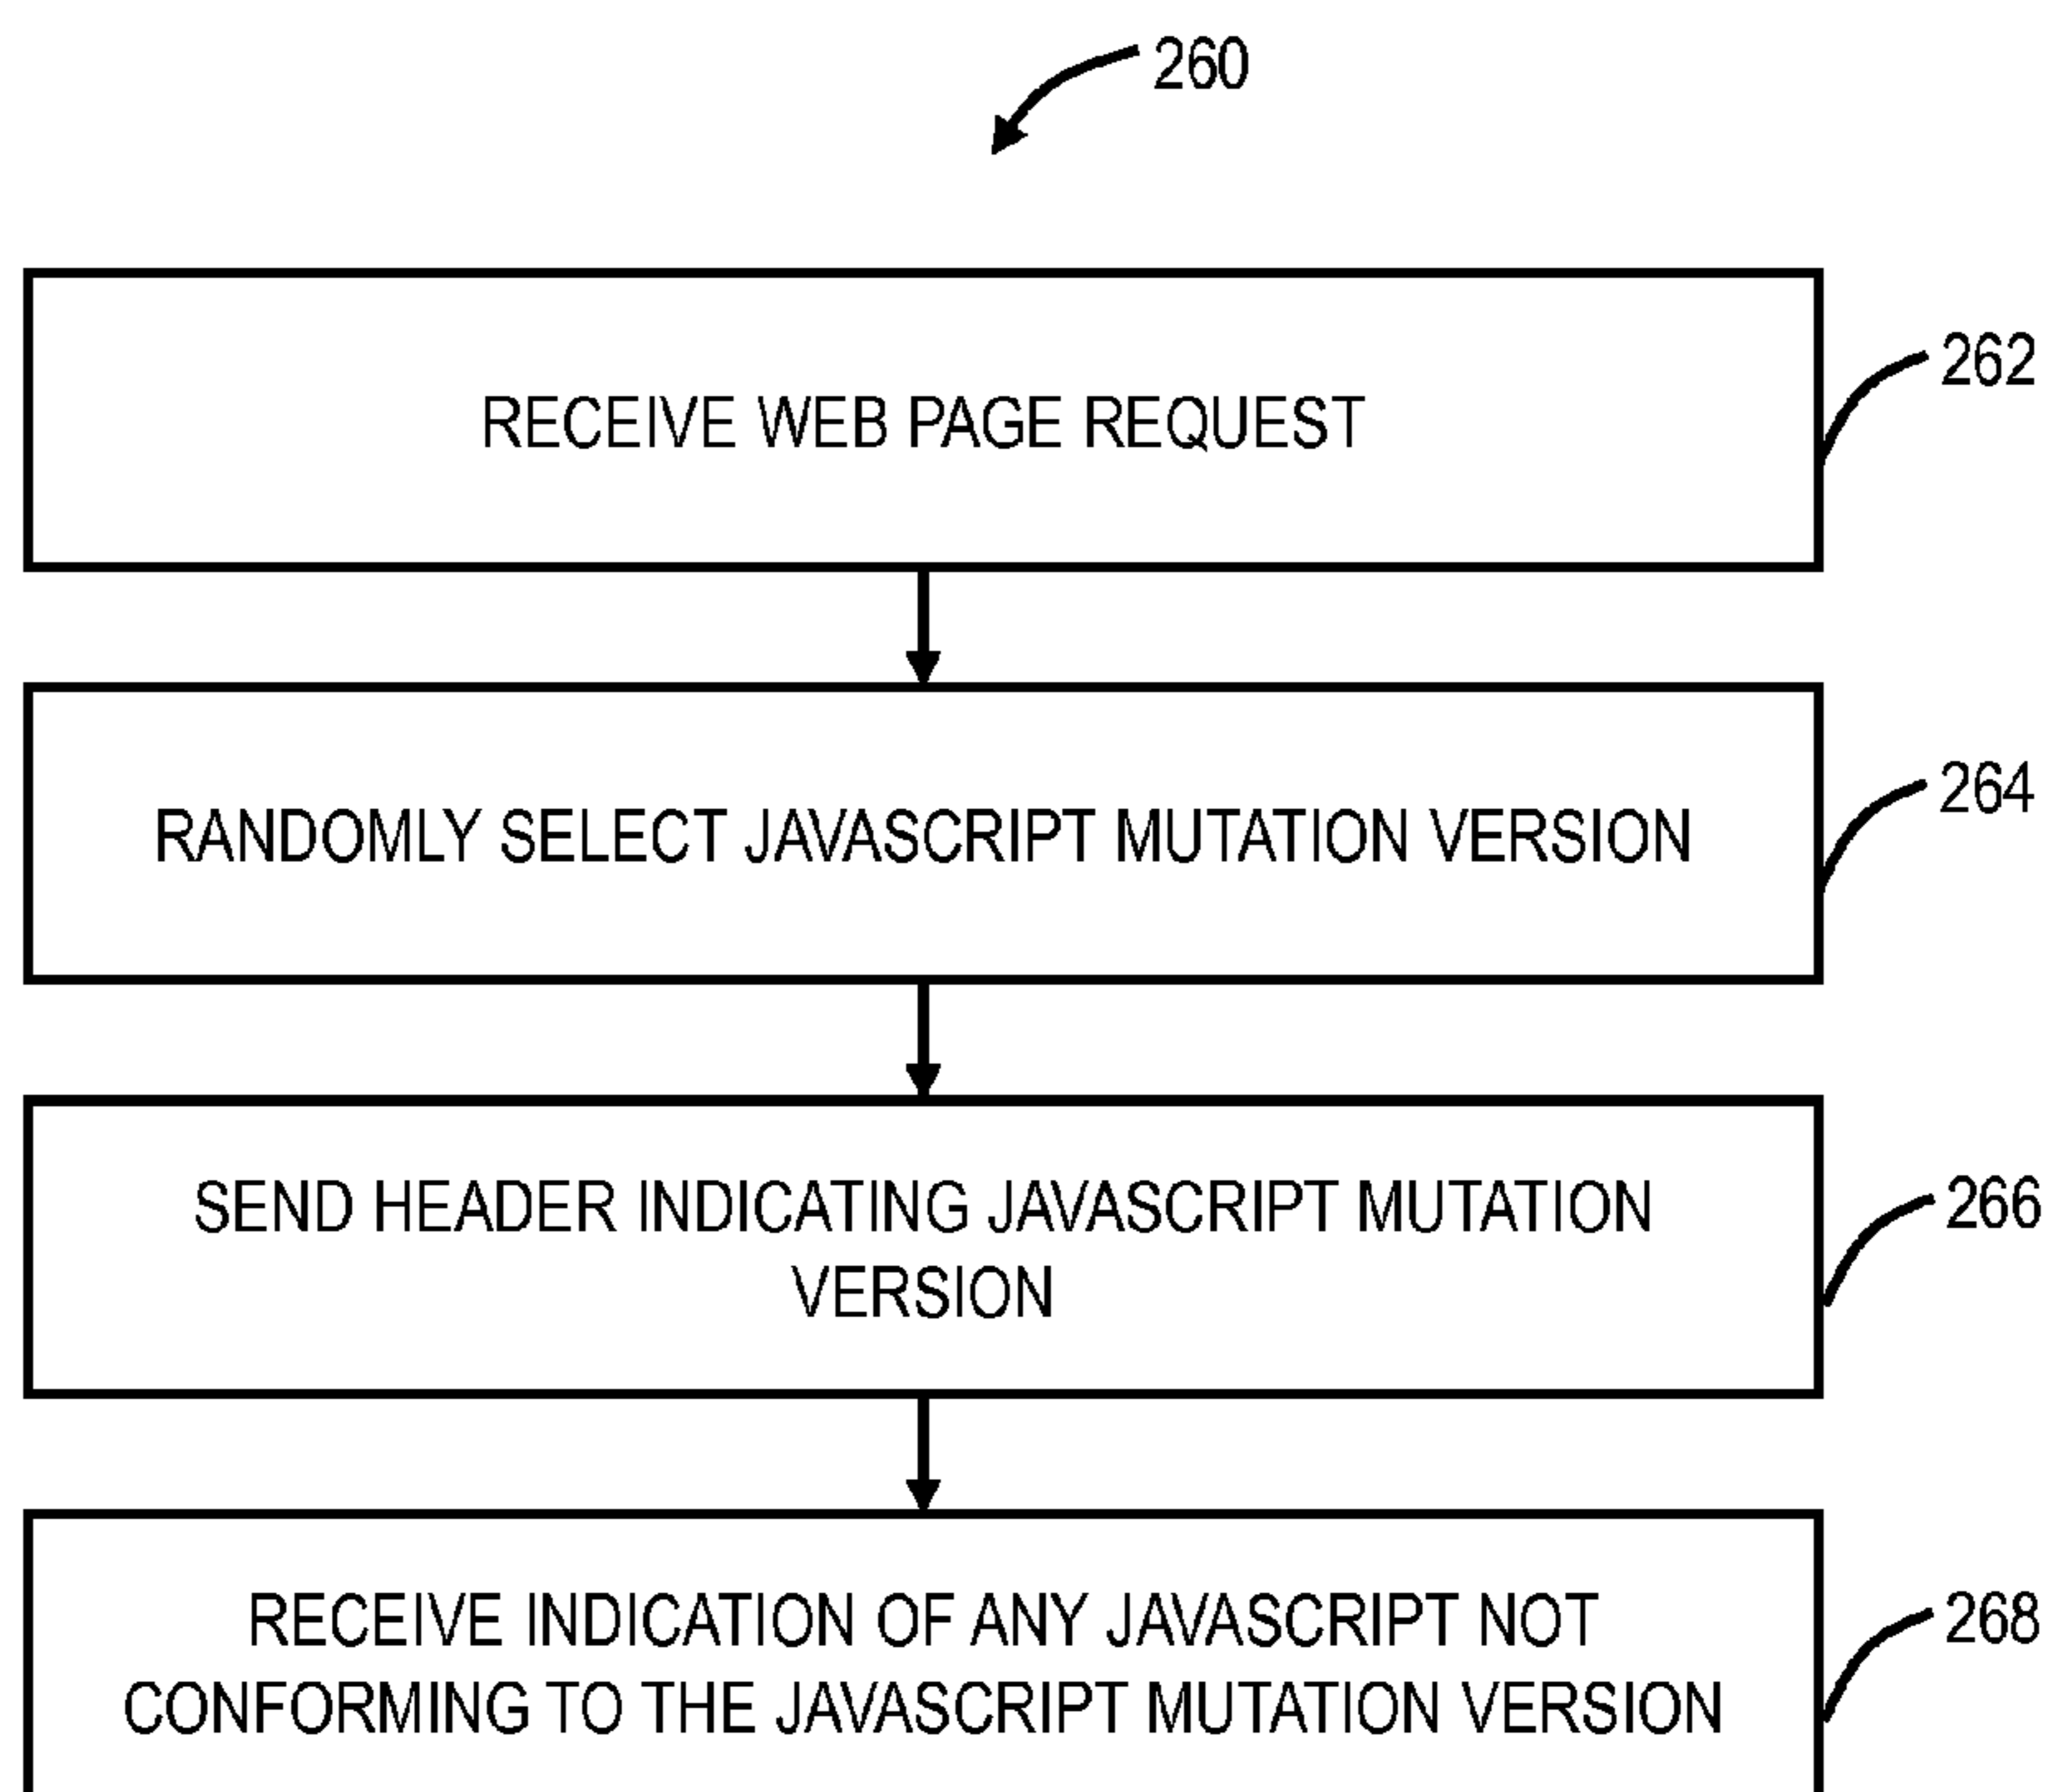 260
RECEIVE WEB PAGE REQUEST
262
RANDOMLY SELECT JAVASCRIPT MUTATION VERSION
264
SEND HEADER INDICATING JAVASCRIPT MUTATION
VERSION
266
RECEIVE INDICATION OF ANY JAVASCRIPT NOT
CONFORMING TO THE JAVASCRIPT MUTATION VERSION
268